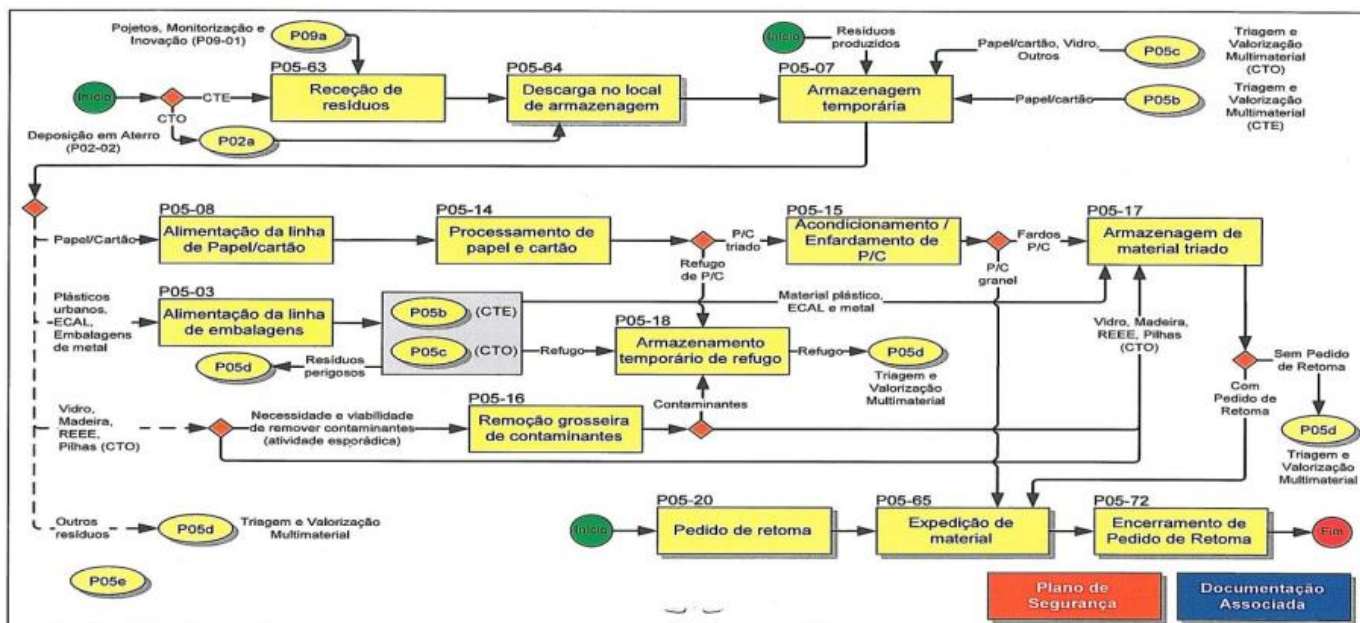 Pojetos, Monitorização e
Inovação (P09-01)
P09a
P05-63
Receção de
resíduos
P05-64
Descarga no local
de armazenagem
Início
Resíduos
produzidos
P05-07
Armazenagem
temporária
Papel/cartão, Vidro,
Outros
P05c
Triagem e
Valorização
Multimaterial
(CTO)
Papel/cartão
P05b
Triagem e
Valorização
Multimaterial
(CTE)
Início
CTE
CTO
Deposição em Aterro
(P02-02)
P02a
Papel/Cartão
P05-08
Alimentação da linha
de Papel/cartão
P05-14
Processamento de
papel e cartão
P/C
triado
Refugo
de P/C
P05-15
Acondicionamento /
Enfardamento de
P/C
Fardos
P/C
P/C
granel
P05-17
Armazenagem de
material triado
Plásticos
urbanos,
ECAL,
Embalagens
de metal
P05-03
Alimentação da linha
de embalagens
P05b (CTE)
P05c (CTO)
Material plástico,
ECAL e metal
Resíduos
perigosos
P05d
Refugo
P05-18
Armazenamento
temporário de refugo
Refugo
P05d
Triagem e
Valorização
Multimaterial
Vidro, Madeira,
REEE, Pilhas
(CTO)
Sem Pedido
de Retoma
Com
Pedido de
Retoma
P05d
Triagem e
Valorização
Multimaterial
Vidro,
Madeira,
REEE,
Pilhas (CTO)
Necessidade e viabilidade
de remover contaminantes
(atividade esporádica)
P05-16
Remoção grosseira
de contaminantes
Contaminantes
Outros
resíduos
P05d
Triagem e Valorização
Multimaterial
Início
P05-20
Pedido de retoma
P05-65
Expedição de
material
P05-72
Encerramento de
Pedido de Retoma
Fim
P05e
Plano de
Segurança
Documentação
Associada